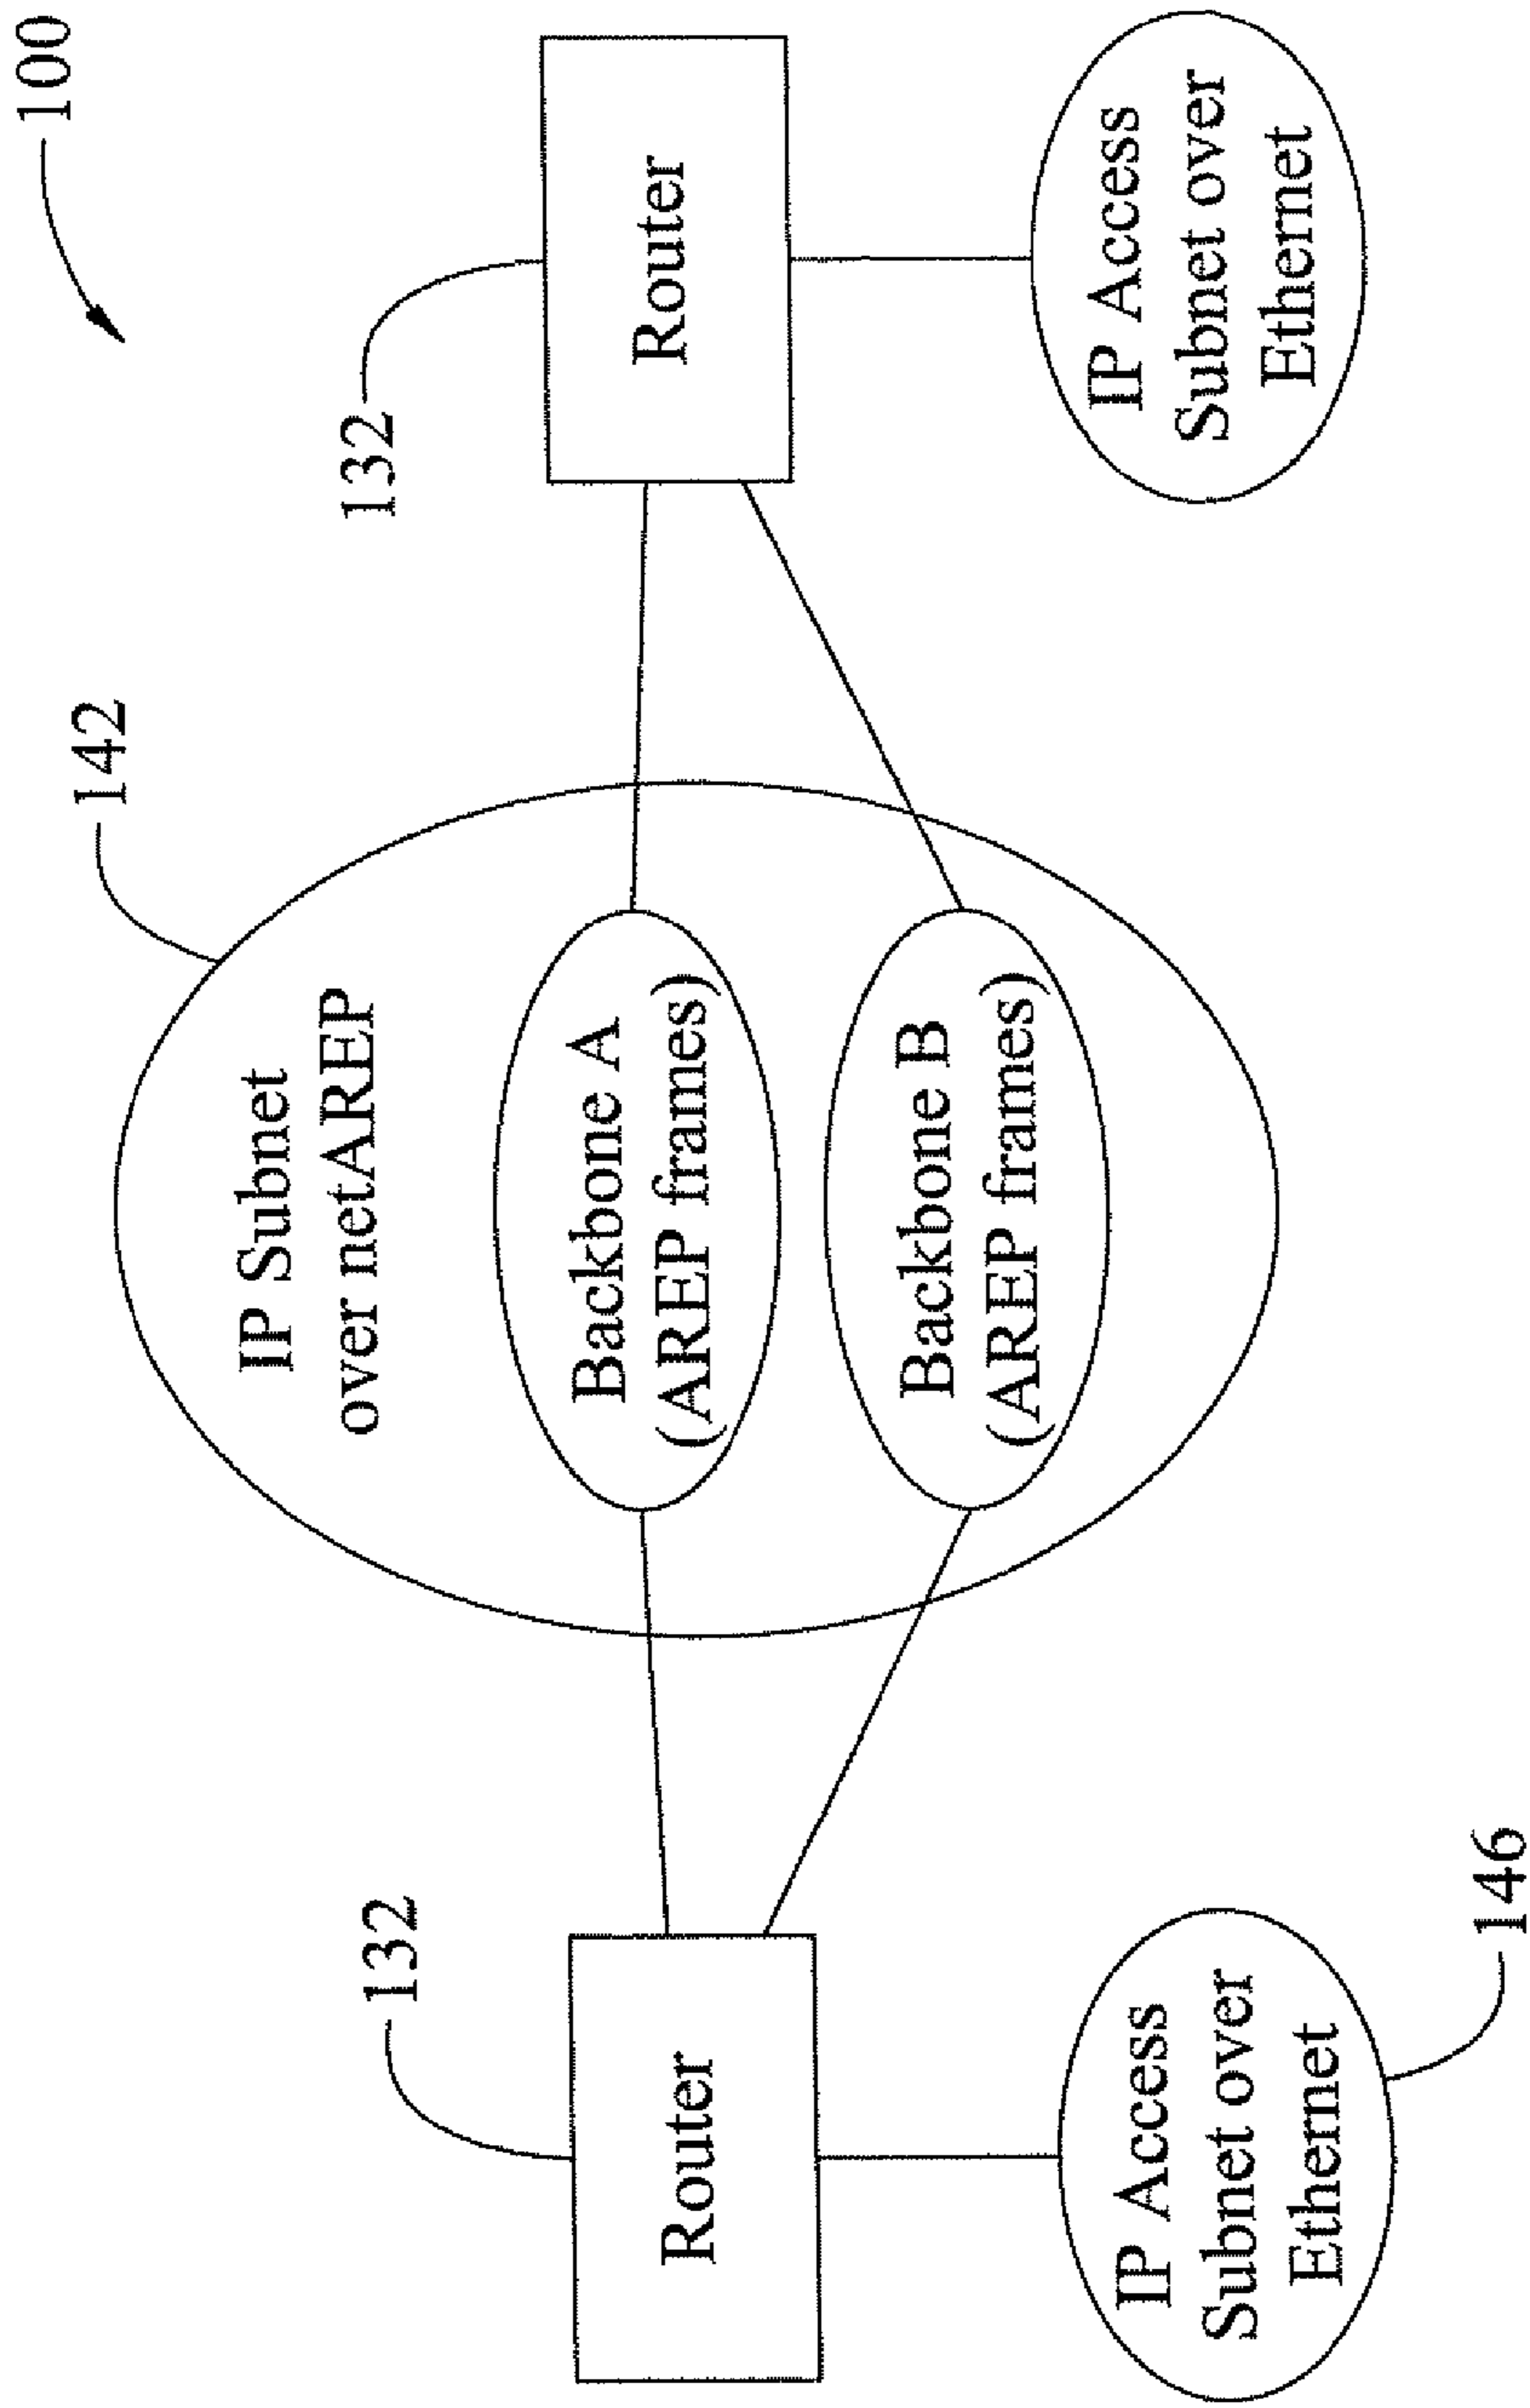 100
142
132
132
IP Subnet
over netAREP
Router
Backbone A
(AREP frames)
Router
Backbone B
(AREP frames)
IP Access
Subnet over
Ethernet
IP Access
Subnet over
Ethernet
146